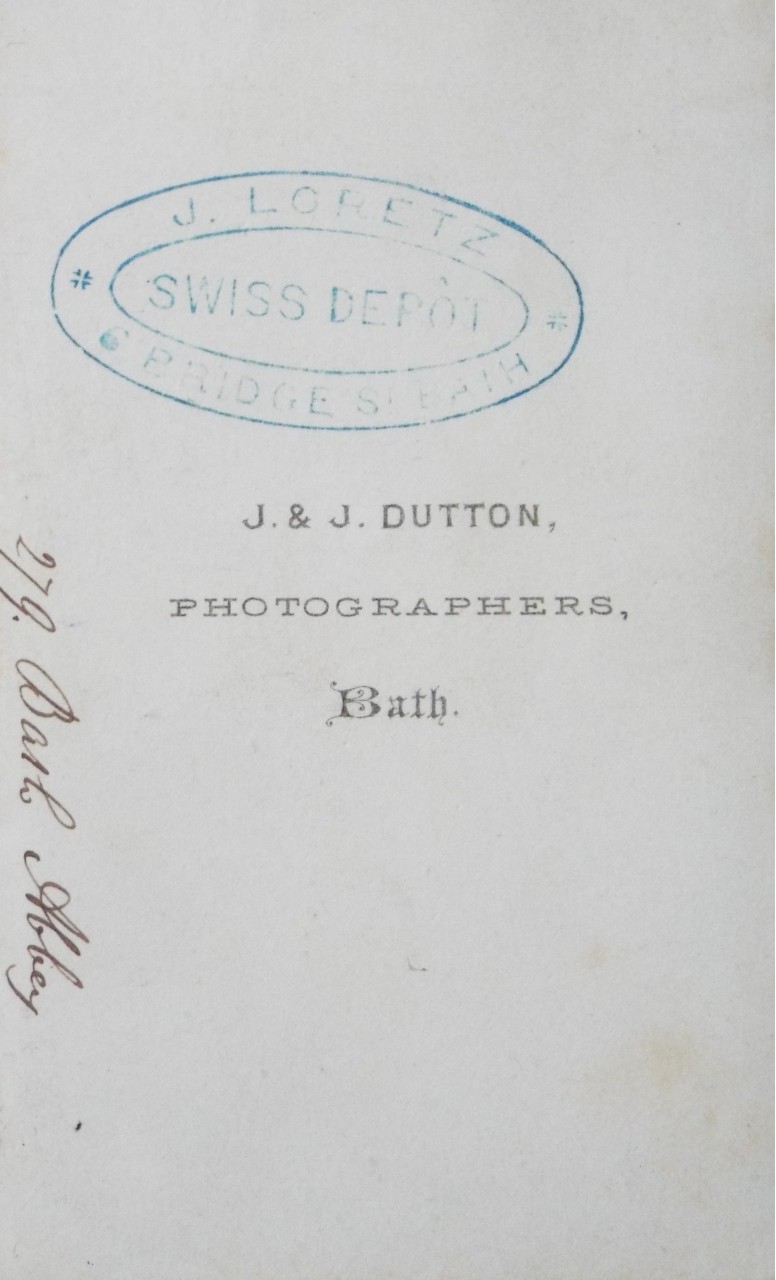 J. LORETZ
SWISS DEPÔT
6 BRIDGE St BATH
J. & J. DUTTON,
PHOTOGRAPHERS,
Bath.
279. Bath Abbey